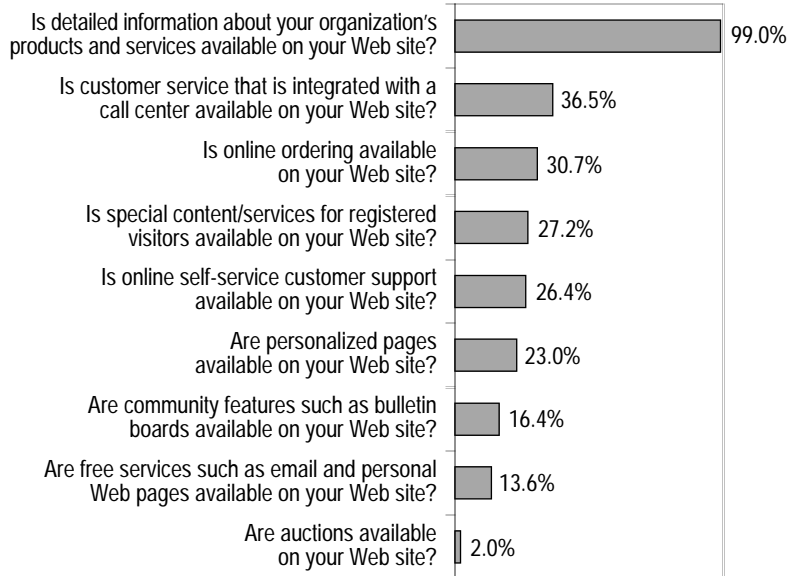 Is detailed information about your organization's
products and services available on your Web site?
99.0%
Is customer service that is integrated with a
call center available on your Web site?
36.5%
Is online ordering available
on your Web site?
30.7%
Is special content/services for registered
visitors available on your Web site?
27.2%
Is online self-service customer support
available on your Web site?
26.4%
Are personalized pages
available on your Web site?
23.0%
Are community features such as bulletin
boards available on your Web site?
16.4%
Are free services such as email and personal
Web pages available on your Web site?
13.6%
Are auctions available
on your Web site?
2.0%